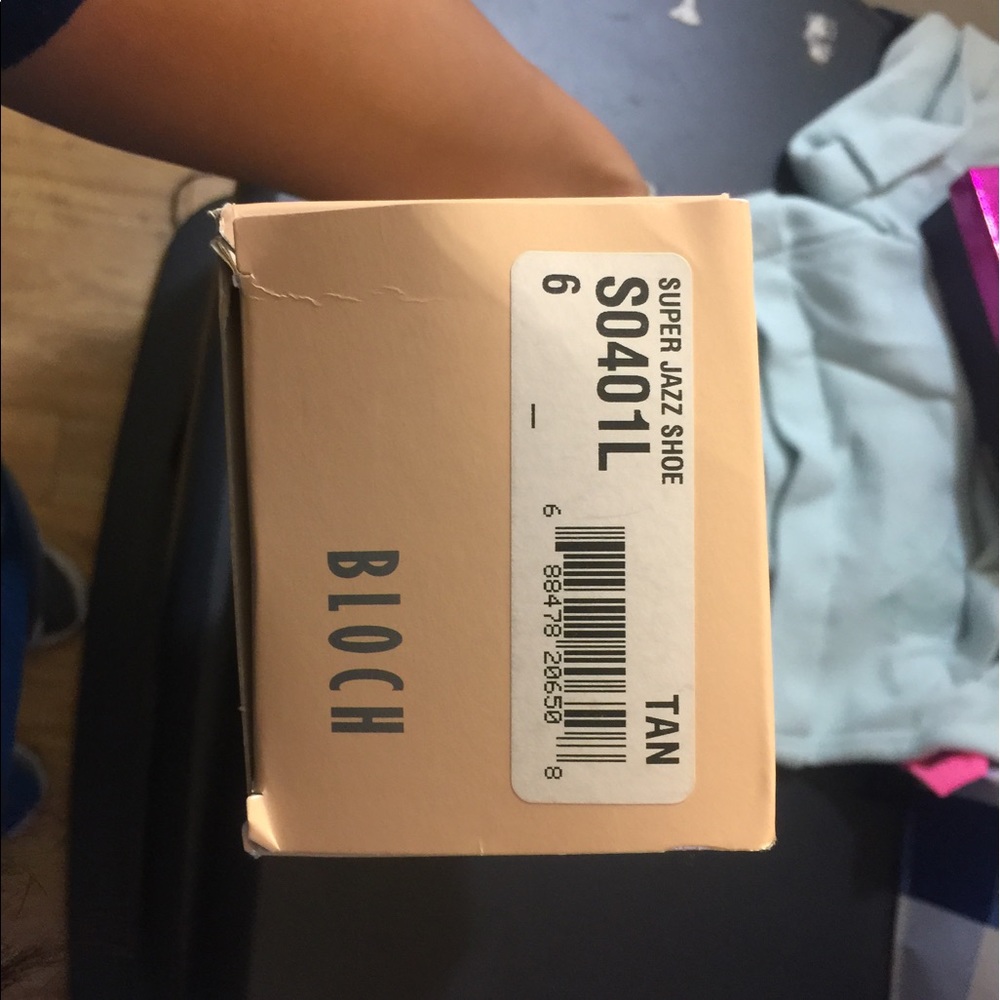 SUPER JAZZ SHOE
S0401L
TAN
6
—
6 88478 20650 8
BLOCH